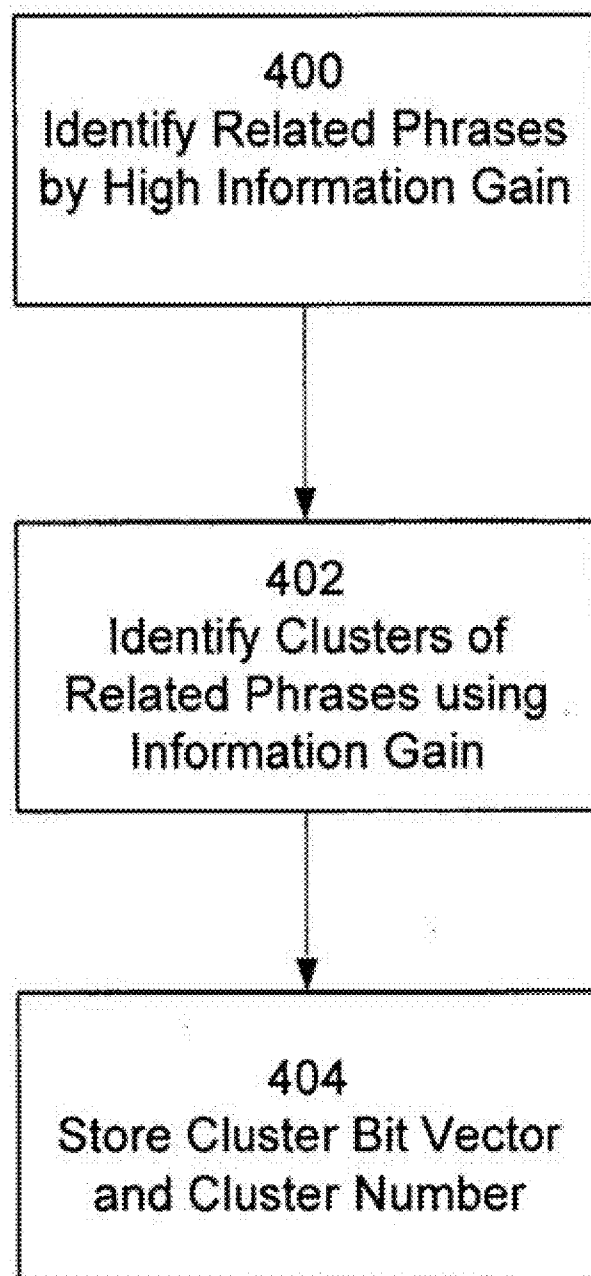 400
Identify Related Phrases
by High Information Gain
402
Identify Clusters of
Related Phrases using
Information Gain
404
Store Cluster Bit Vector
and Cluster Number